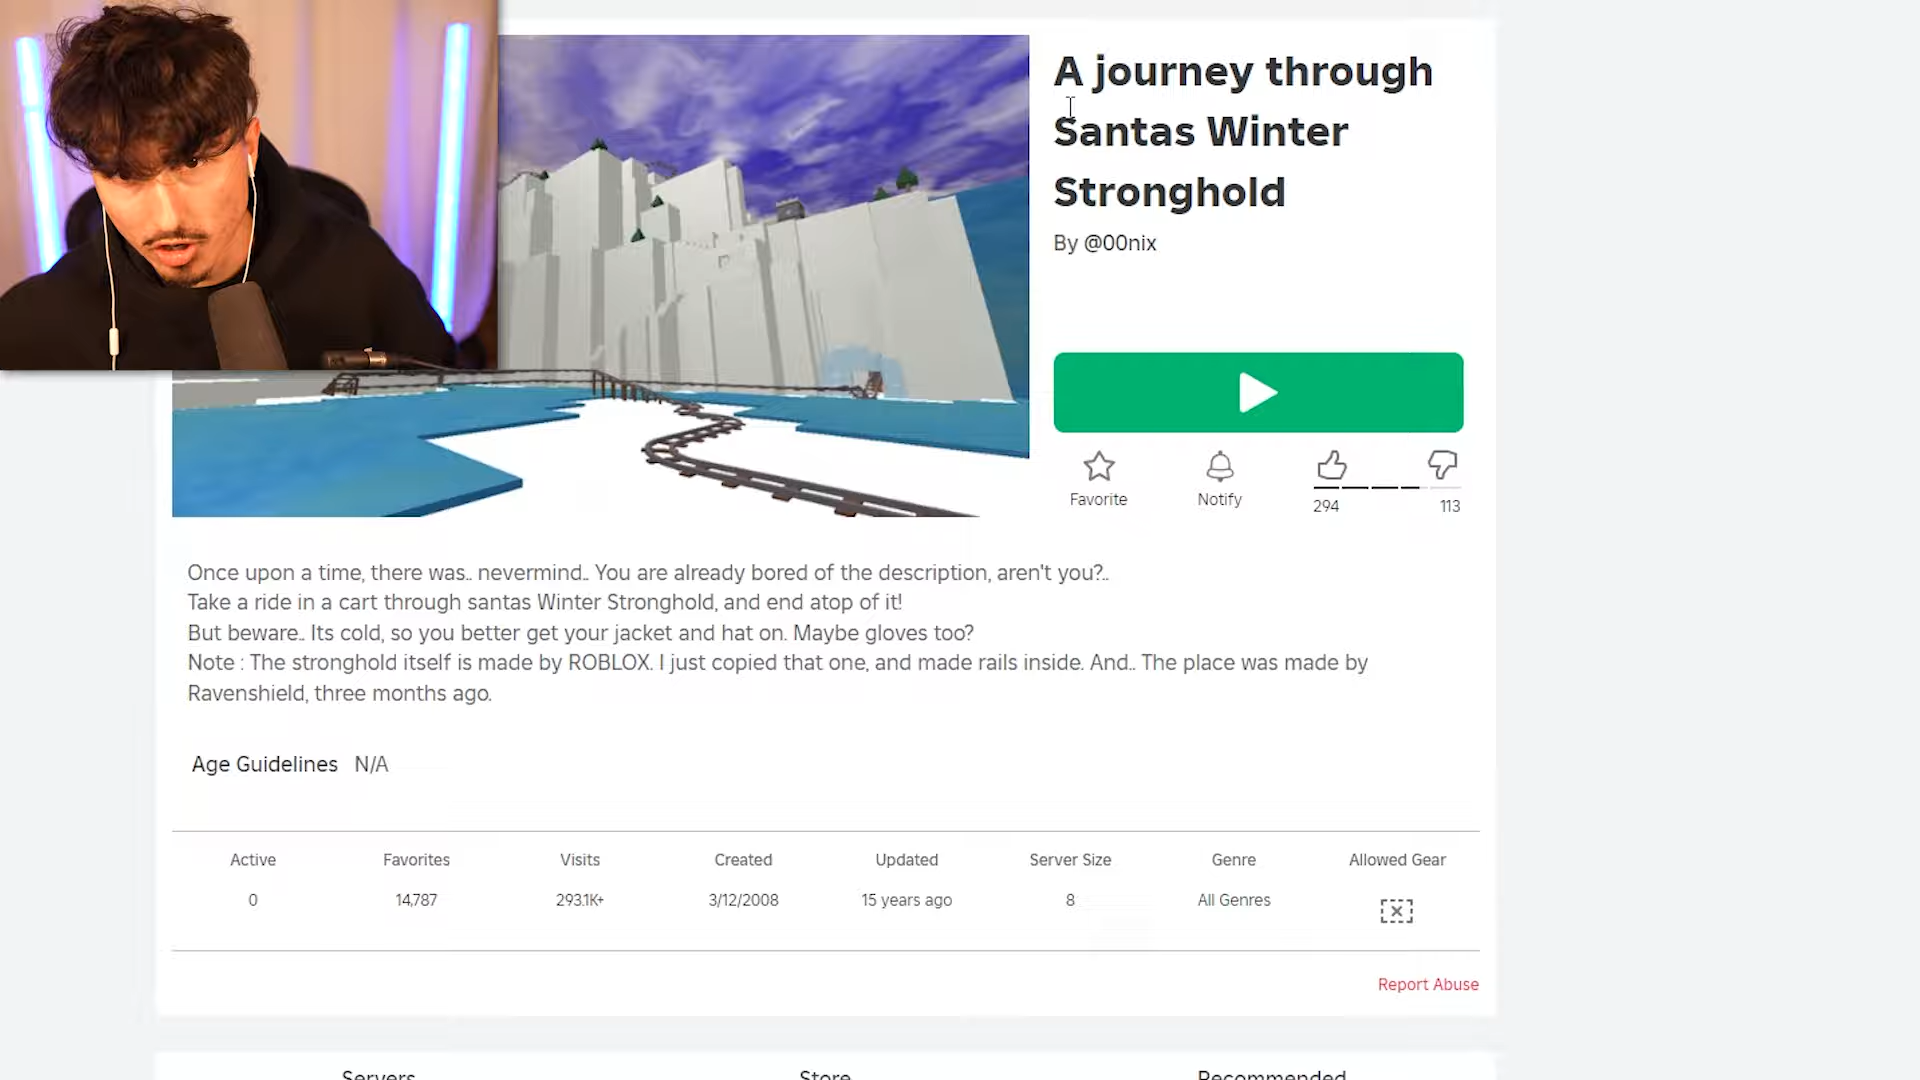 A journey through
Santas Winter
Stronghold
By @00nix
Favorite
Notify
294
113
Once upon a time, there was.. nevermind.. You are already bored of the description, aren't you?..
Take a ride in a cart through santas Winter Stronghold, and end atop of it!
But beware.. Its cold, so you better get your jacket and hat on. Maybe gloves too?
Note : The stronghold itself is made by ROBLOX. I just copied that one, and made rails inside. And.. The place was made by
Ravenshield, three months ago.
Age Guidelines N/A
Active Favorites Visits Created Updated Server Size Genre Allowed Gear
0 14,787 293.1K+ 3/12/2008 15 years ago 8 All Genres
Report Abuse
Servers Store Recommended